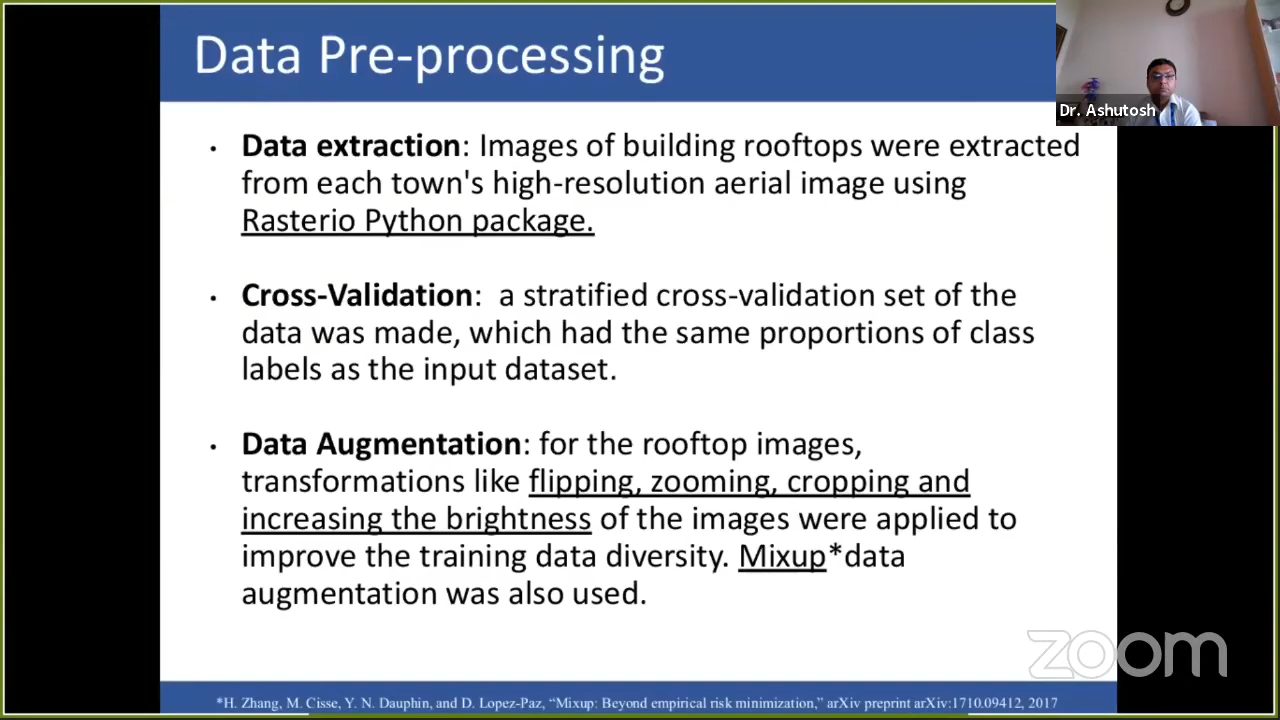 Data Pre-processing
Dr. Ashutosh
• Data extraction: Images of building rooftops were extracted
from each town's high-resolution aerial image using
Rasterio Python package.
• Cross-Validation:  a stratified cross-validation set of the
data was made, which had the same proportions of class
labels as the input dataset.
• Data Augmentation: for the rooftop images,
transformations like flipping, zooming, cropping and
increasing the brightness of the images were applied to
improve the training data diversity. Mixup*data
augmentation was also used.
zoom
*H. Zhang, M. Cisse, Y. N. Dauphin, and D. Lopez-Paz, “Mixup: Beyond empirical risk minimization,” arXiv preprint arXiv:1710.09412, 2017